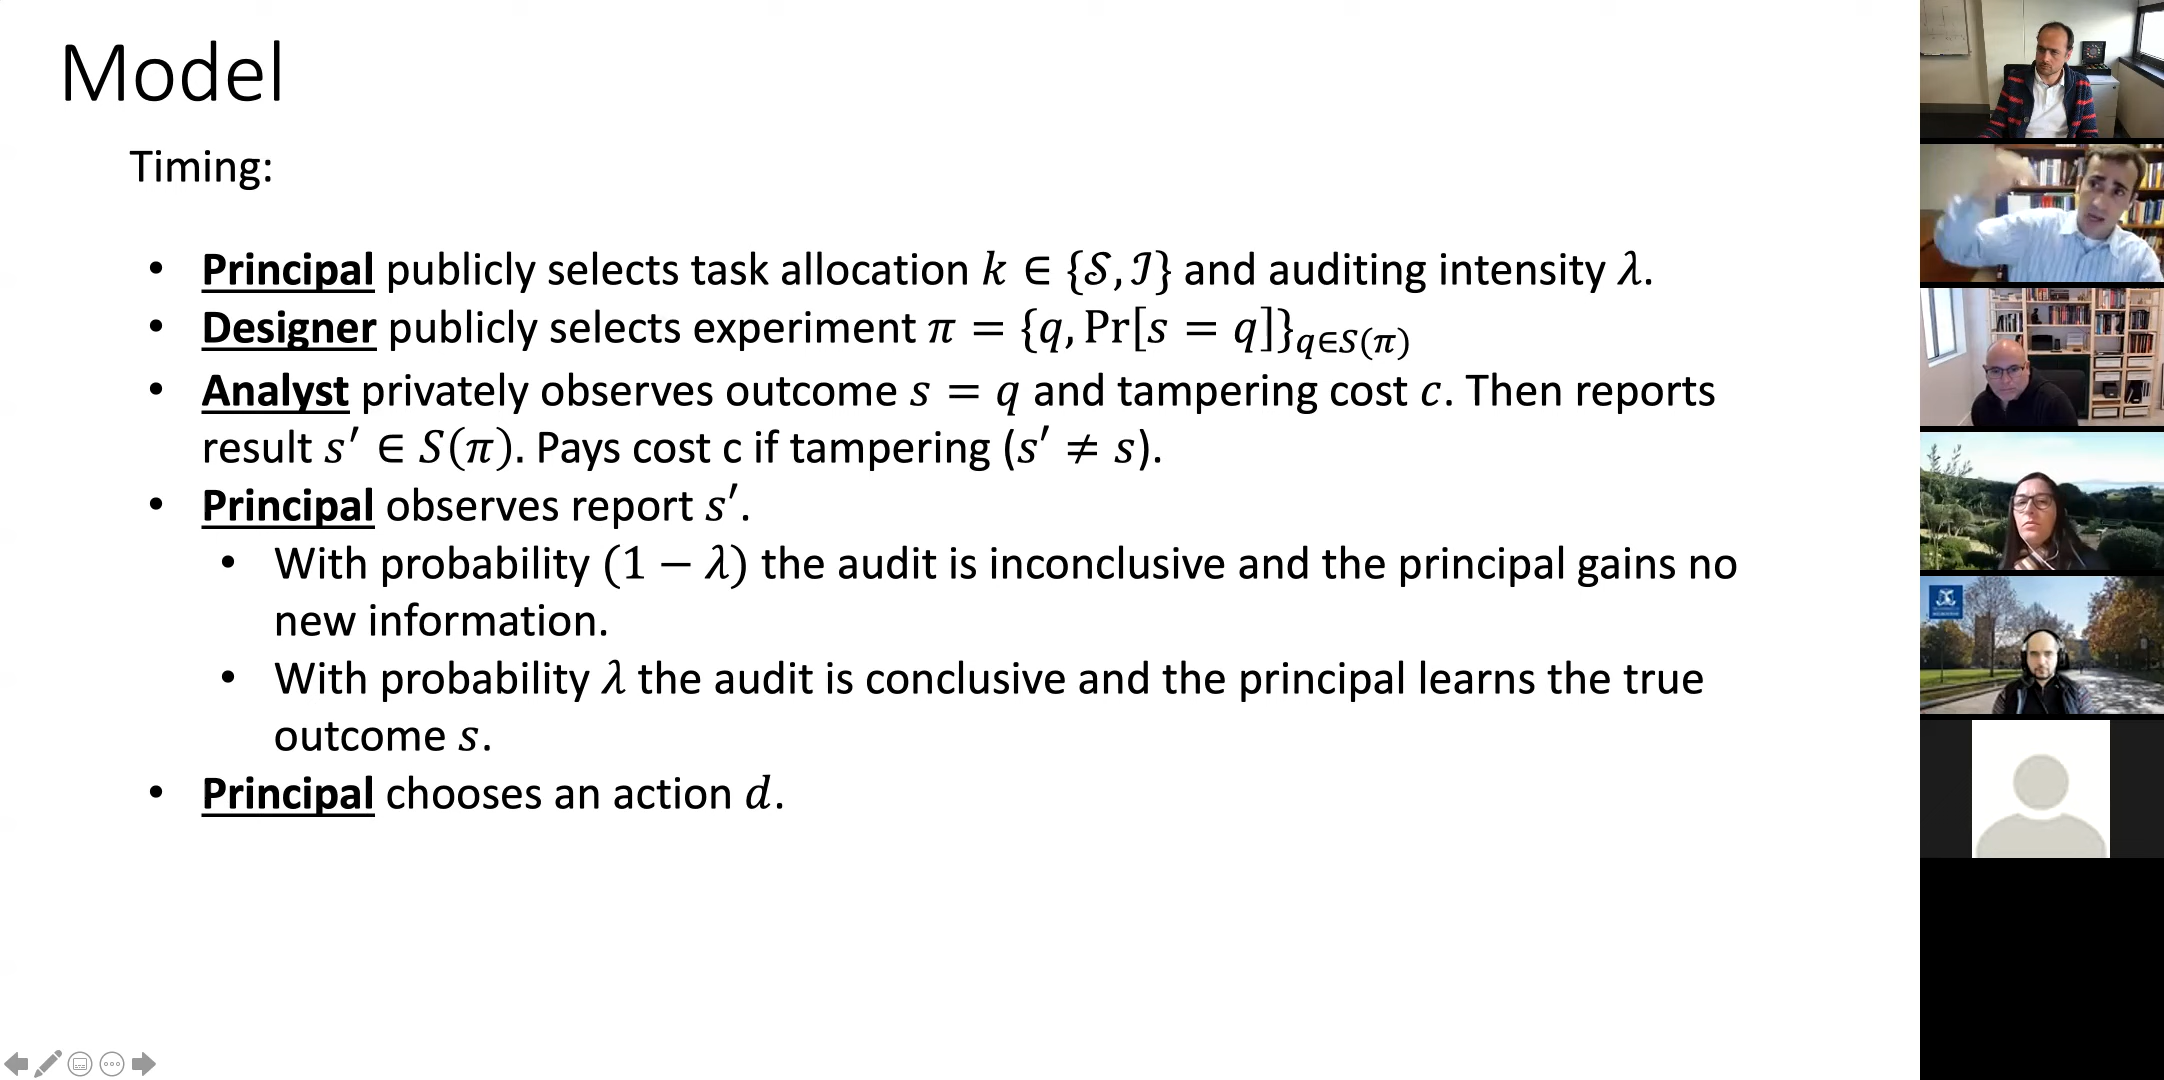 Model
Timing:
• Principal publicly selects task allocation k ∈ {𝒮, ℐ} and auditing intensity λ.
• Designer publicly selects experiment π = {q, Pr[s = q]}q∈S(π)
• Analyst privately observes outcome s = q and tampering cost c. Then reports
result s′ ∈ S(π). Pays cost c if tampering (s′ ≠ s).
• Principal observes report s′.
• With probability (1 − λ) the audit is inconclusive and the principal gains no
new information.
• With probability λ the audit is conclusive and the principal learns the true
outcome s.
• Principal chooses an action d.